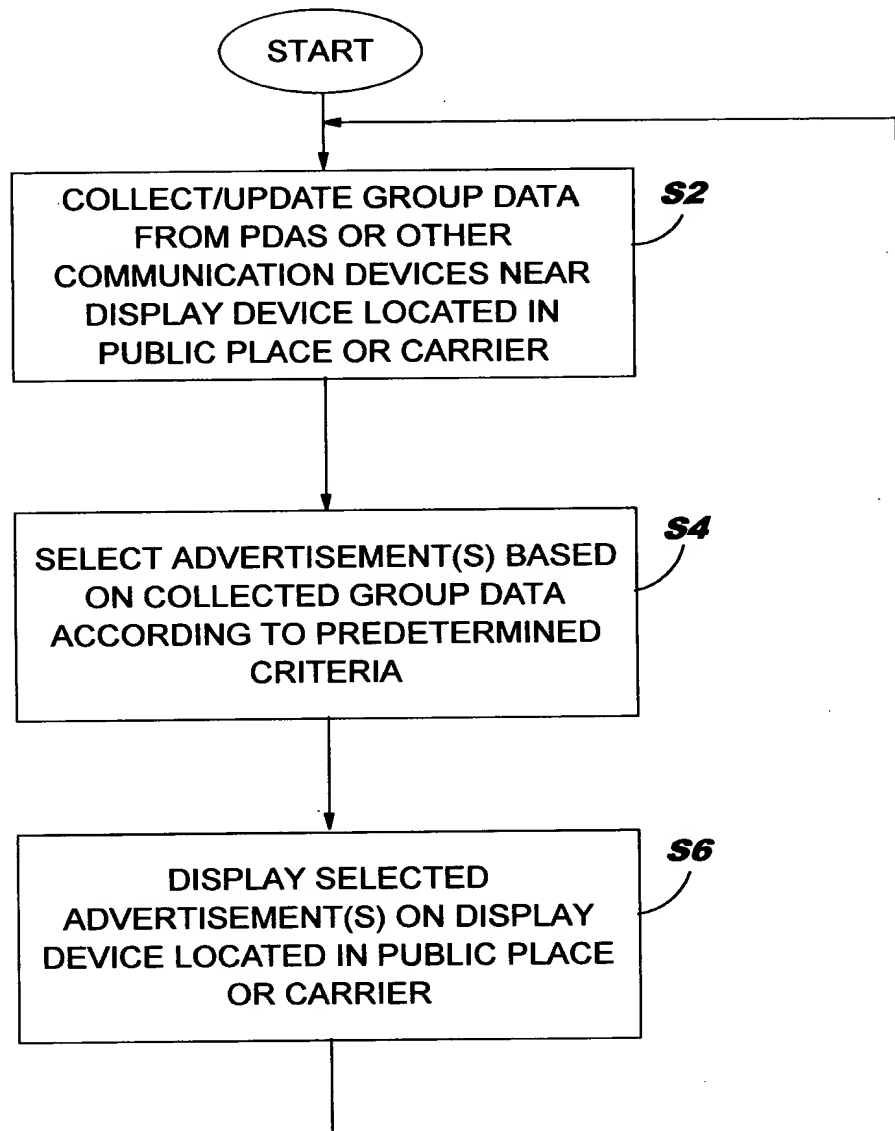 START
COLLECT/UPDATE GROUP DATA
FROM PDAS OR OTHER
COMMUNICATION DEVICES NEAR
DISPLAY DEVICE LOCATED IN
PUBLIC PLACE OR CARRIER
S2
SELECT ADVERTISEMENT(S) BASED
ON COLLECTED GROUP DATA
ACCORDING TO PREDETERMINED
CRITERIA
S4
DISPLAY SELECTED
ADVERTISEMENT(S) ON DISPLAY
DEVICE LOCATED IN PUBLIC PLACE
OR CARRIER
S6